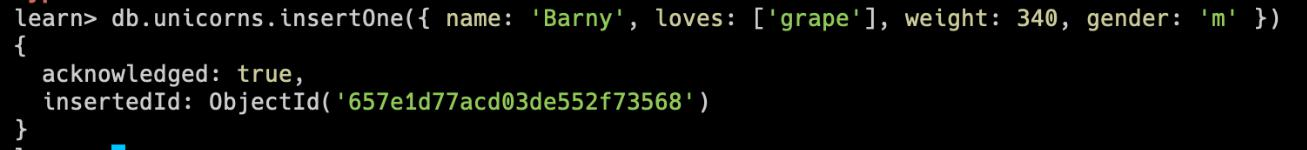 learn> db.unicorns.insertOne({ name: 'Barny', loves: ['grape'], weight: 340, gender: 'm' })
{
  acknowledged: true,
  insertedId: ObjectId('657e1d77acd03de552f73568')
}